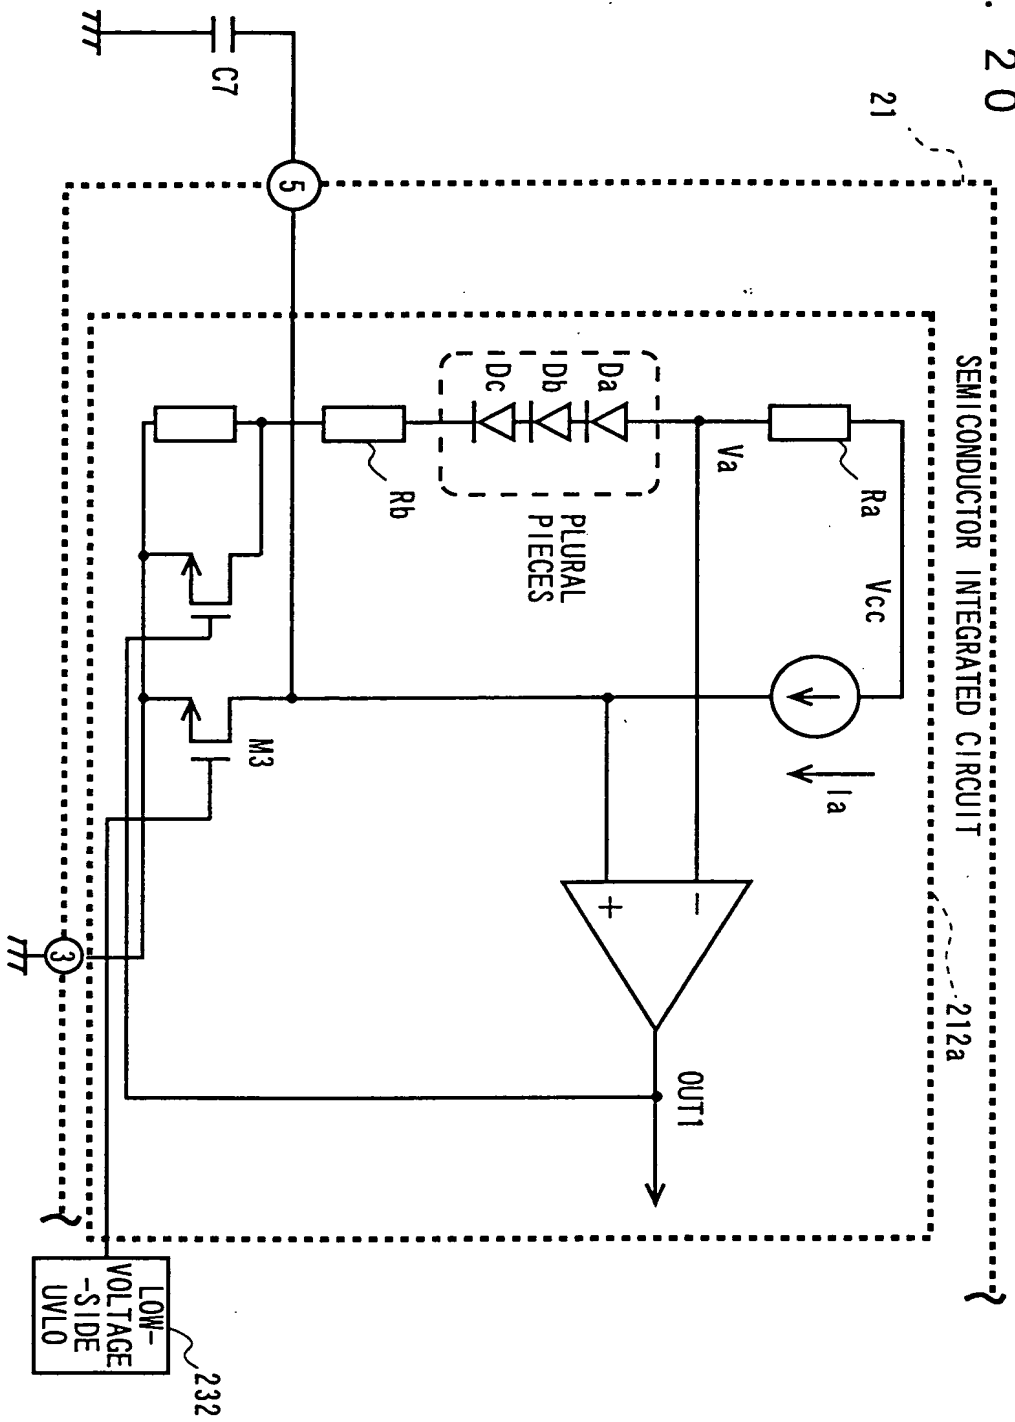 . 20
21
SEMICONDUCTOR INTEGRATED CIRCUIT
212a
Vcc
Ra
Ia
Va
Da
Db
Dc
PLURAL
PIECES
Rb
-
+
OUT1
C7
5
M3
3
LOW-
VOLTAGE
-SIDE
UVLO
232